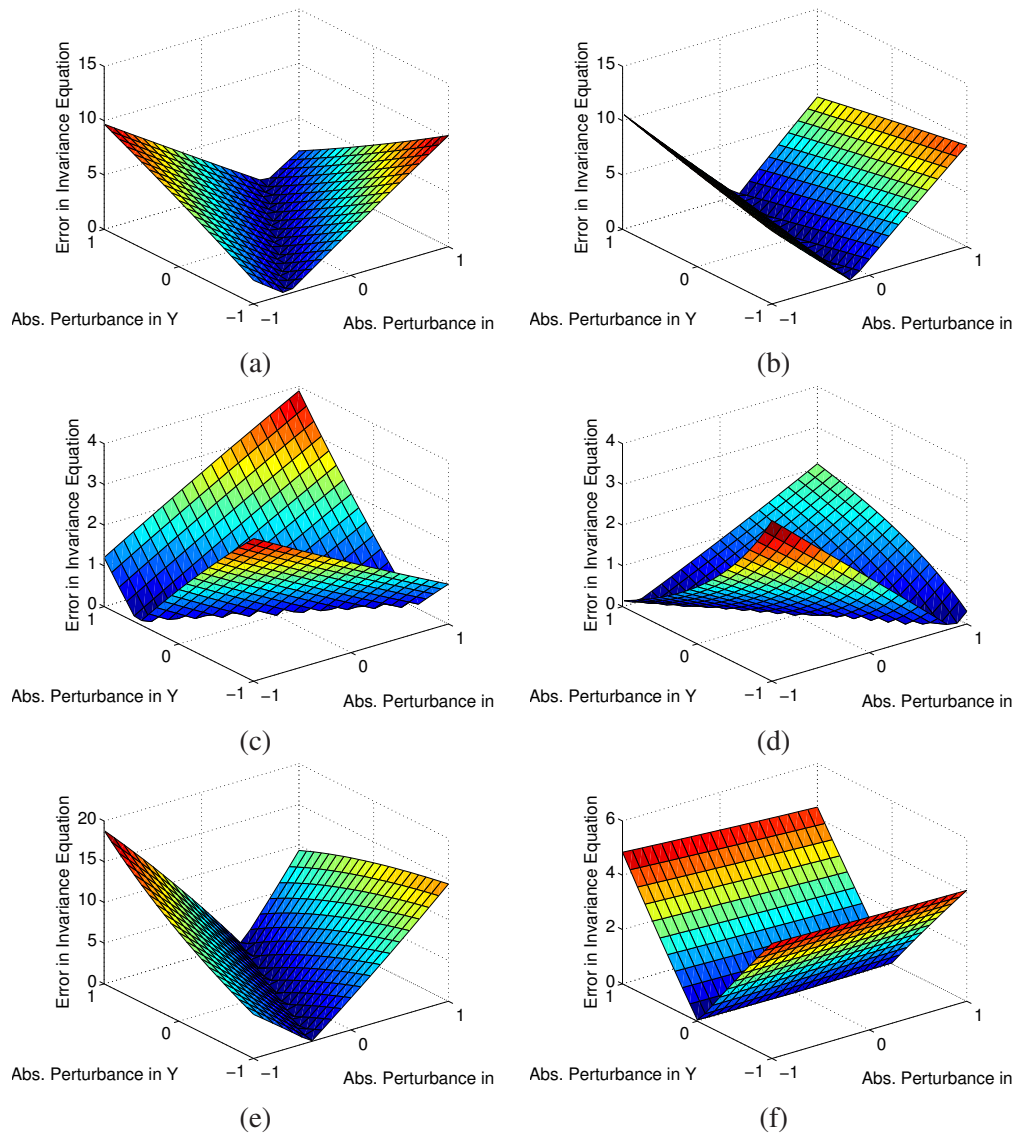 15
10
5
0
Error in Invariance Equation
1
0
−1
−1
0
1
Abs. Perturbance in Y
Abs. Perturbance in
(a)
15
10
5
0
Error in Invariance Equation
1
0
−1
−1
0
1
Abs. Perturbance in Y
Abs. Perturbance in
(b)
4
3
2
1
0
Error in Invariance Equation
1
0
−1
−1
0
1
Abs. Perturbance in Y
Abs. Perturbance in
(c)
4
3
2
1
0
Error in Invariance Equation
1
0
−1
−1
0
1
Abs. Perturbance in Y
Abs. Perturbance in
(d)
20
15
10
5
0
Error in Invariance Equation
1
0
−1
−1
0
1
Abs. Perturbance in Y
Abs. Perturbance in
(e)
6
4
2
0
Error in Invariance Equation
1
0
−1
−1
0
1
Abs. Perturbance in Y
Abs. Perturbance in
(f)